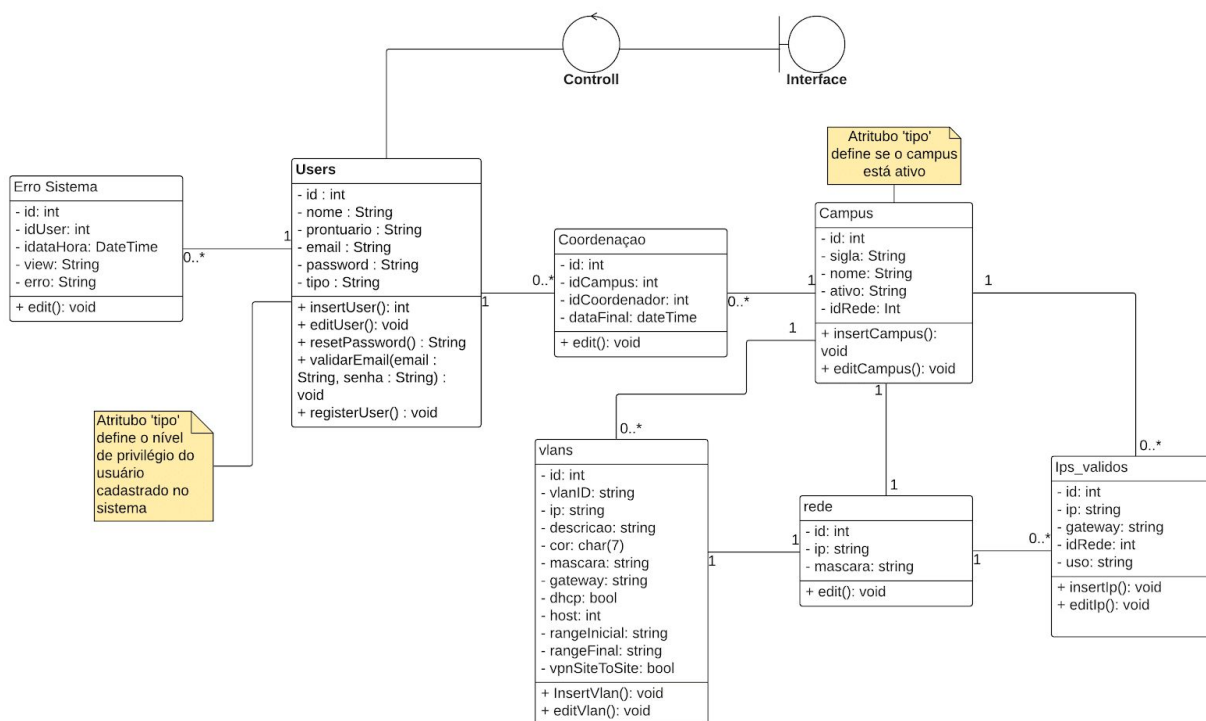 Controll
Interface
Atritubo 'tipo'
define se o campus
está ativo
Erro Sistema
- id: int
- idUser: int
- idataHora: DateTime
- view: String
- erro: String
+ edit(): void
0..*
1
Users
- id : int
- nome : String
- prontuario : String
- email : String
- password : String
- tipo : String
+ insertUser(): int
+ editUser(): void
+ resetPassword() : String
+ validarEmail(email :
String, senha : String) :
void
+ registerUser() : void
1
0..*
Coordenaçao
- id: int
- idCampus: int
- idCoordenador: int
- dataFinal: dateTime
+ edit(): void
0..*
1
Campus
- id: int
- sigla: String
- nome: String
- ativo: String
- idRede: Int
+ insertCampus():
void
+ editCampus(): void
1
1
1
Atritubo 'tipo'
define o nível
de privilégio do
usuário
cadastrado no
sistema
0..*
vlans
- id: int
- vlanID: string
- ip: string
- descricao: string
- cor: char(7)
- mascara: string
- gateway: string
- dhcp: bool
- host: int
- rangeInicial: string
- rangeFinal: string
- vpnSiteToSite: bool
+ InsertVlan(): void
+ editVlan(): void
1
1
1
rede
- id: int
- ip: string
- mascara: string
+ edit(): void
1
0..*
0..*
Ips_validos
- id: int
- ip: string
- gateway: string
- idRede: int
- uso: string
+ insertIp(): void
+ editIp(): void